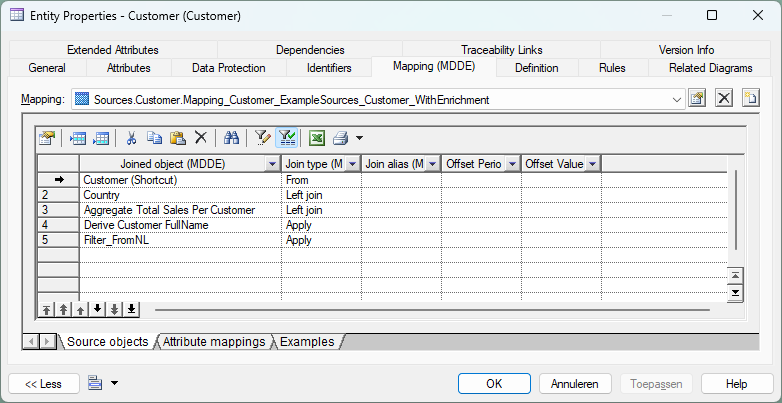 Entity Properties - Customer (Customer)
Extended Attributes Dependencies Traceability Links Version Info
General Attributes Data Protection Identifiers Mapping (MDDE) Definition Rules Related Diagrams
Mapping: Sources.Customer.Mapping_Customer_ExampleSources_Customer_WithEnrichment
Joined object (MDDE) Join type (M Join alias (M Offset Perio Offset Value
Customer (Shortcut) From
2 Country Left join
3 Aggregate Total Sales Per Customer Left join
4 Derive Customer FullName Apply
5 Filter_FromNL Apply
Source objects Attribute mappings Examples
<< Less OK Annuleren Toepassen Help